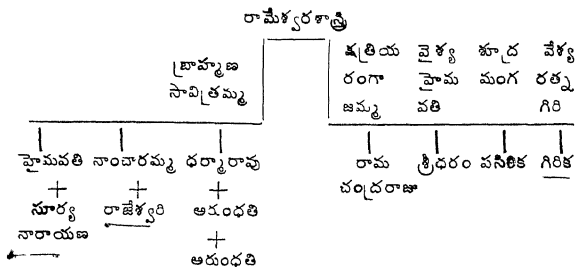 రామేశ్వరశాస్త్రి
క్షత్రియ వైశ్య శూద్ర వేశ్య
బ్రాహ్మణ రంగా హైమ మంగ రత్న
సావిత్రమ్మ జమ్మ వతి గిరి
హైమవతి నాంచారమ్మ ధర్మారావు రామ శ్రీధరం పసిరిక గిరిక
+ + + చంద్రరాజు
సూర్య రాజేశ్వరి అరుంధతి
నారాయణ +
అరుంధతి